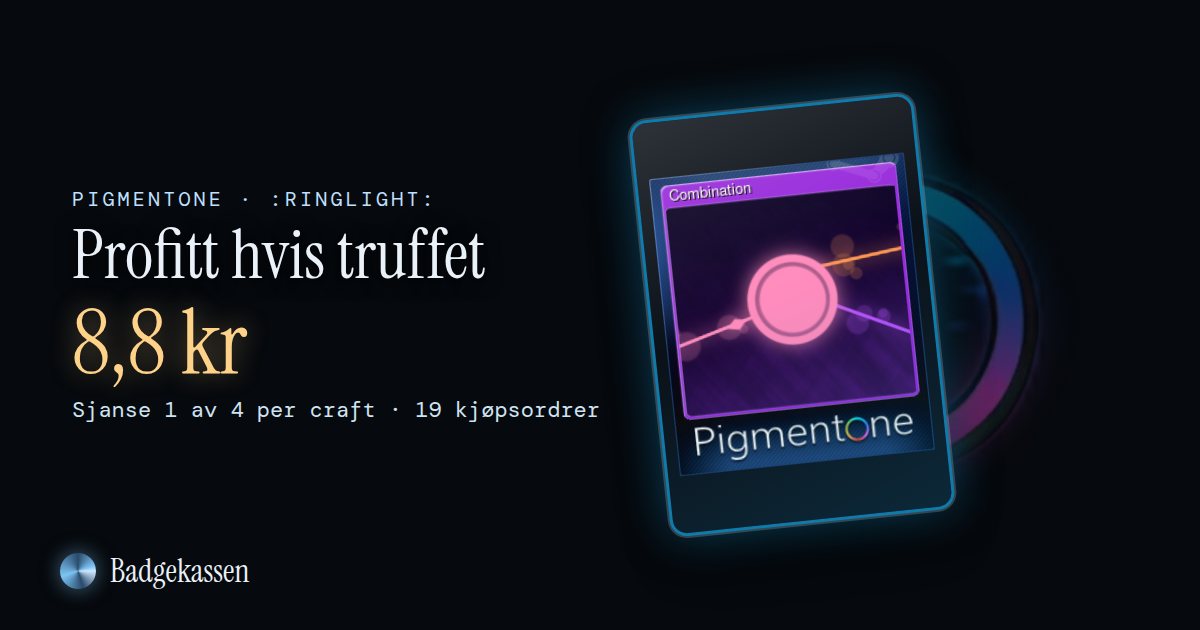 PIGMENTONE · :RINGLIGHT:
Profitt hvis truffet
8,8 kr
Sjanse 1 av 4 per craft · 19 kjøpsordrer
Badgekassen
Combination
Pigmentone